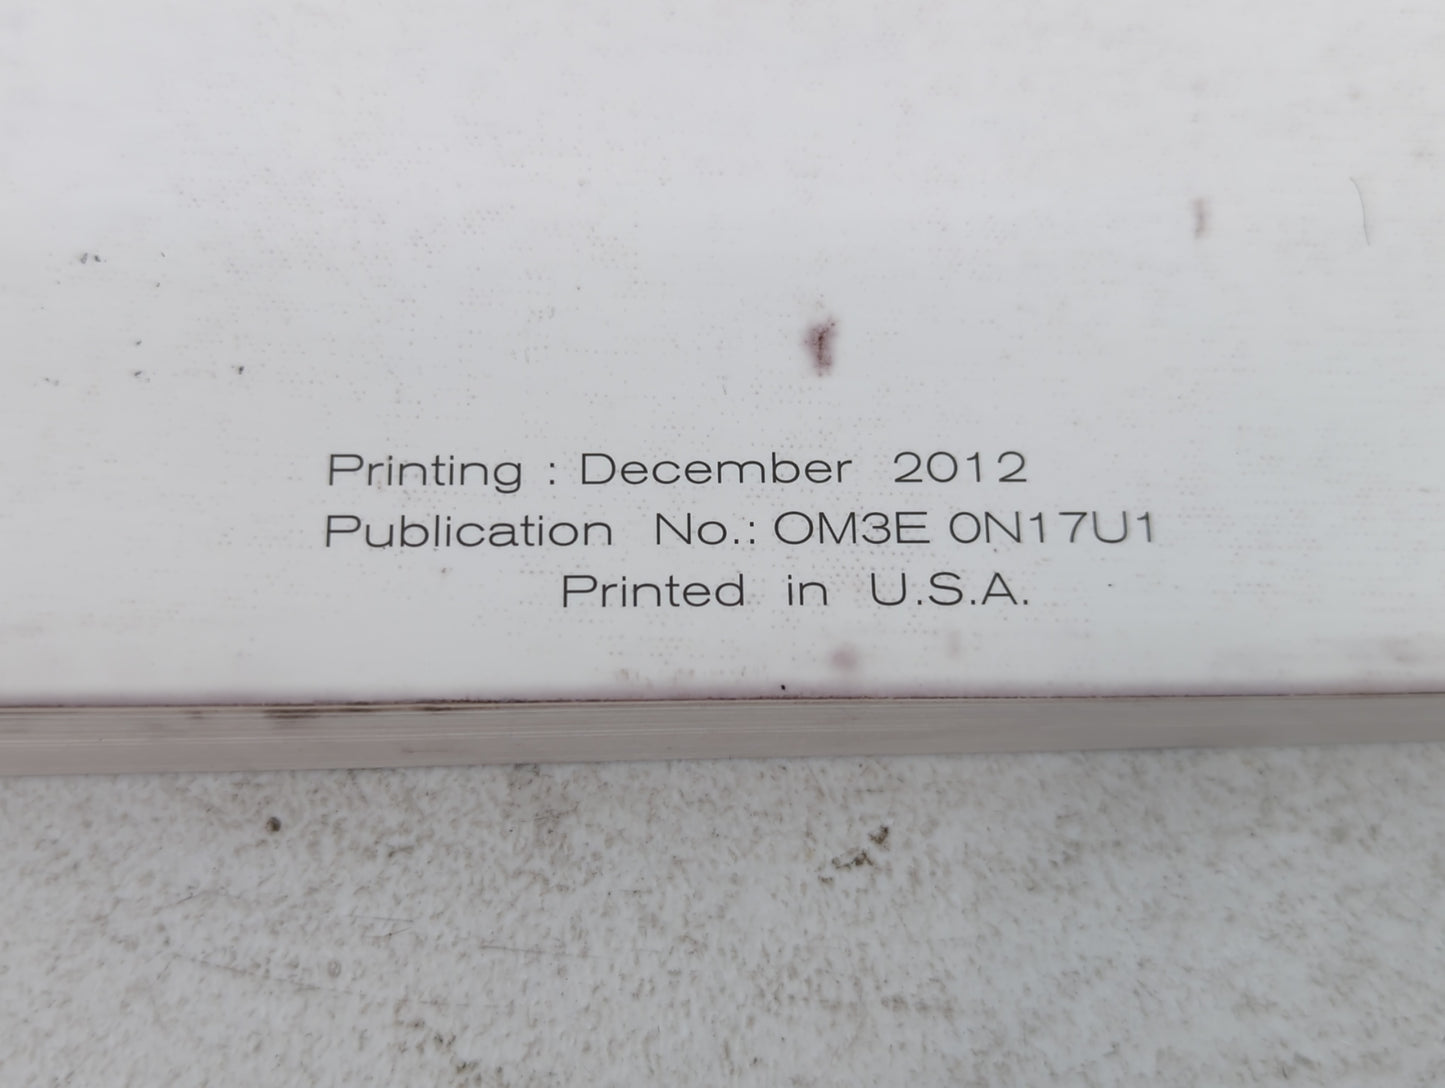 Printing : December 2012
Publication No.: OM3E 0N17U1
Printed in U.S.A.